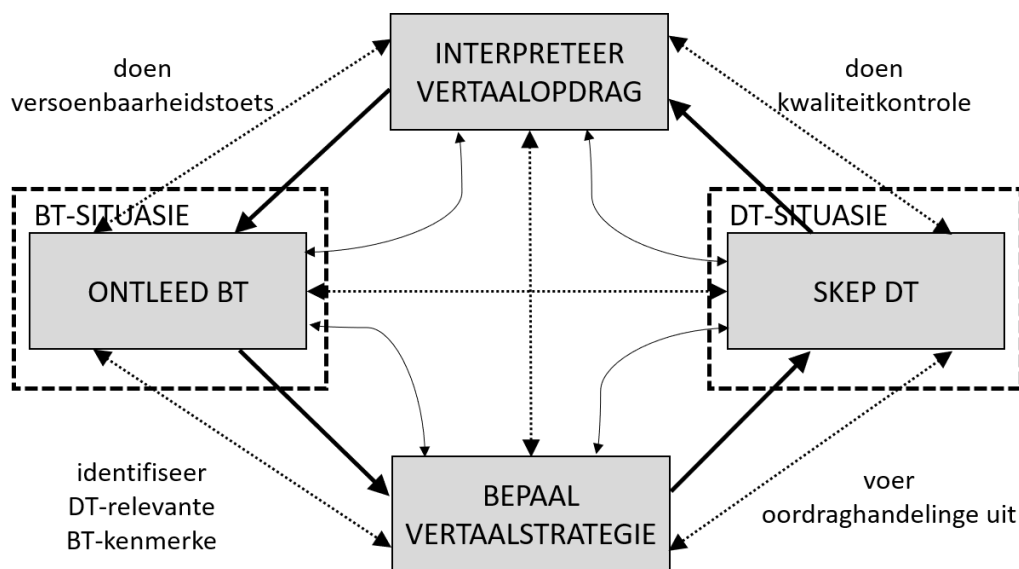 INTERPRETEER
VERTAALOPDRAG
doen
versoenbaarheidstoets
doen
kwaliteitkontrole
BT-SITUASIE
ONTLEED BT
DT-SITUASIE
SKEP DT
identifiseer
DT-relevante
BT-kenmerke
BEPAAL
VERTAALSTRATEGIE
voer
oordraghandelinge uit